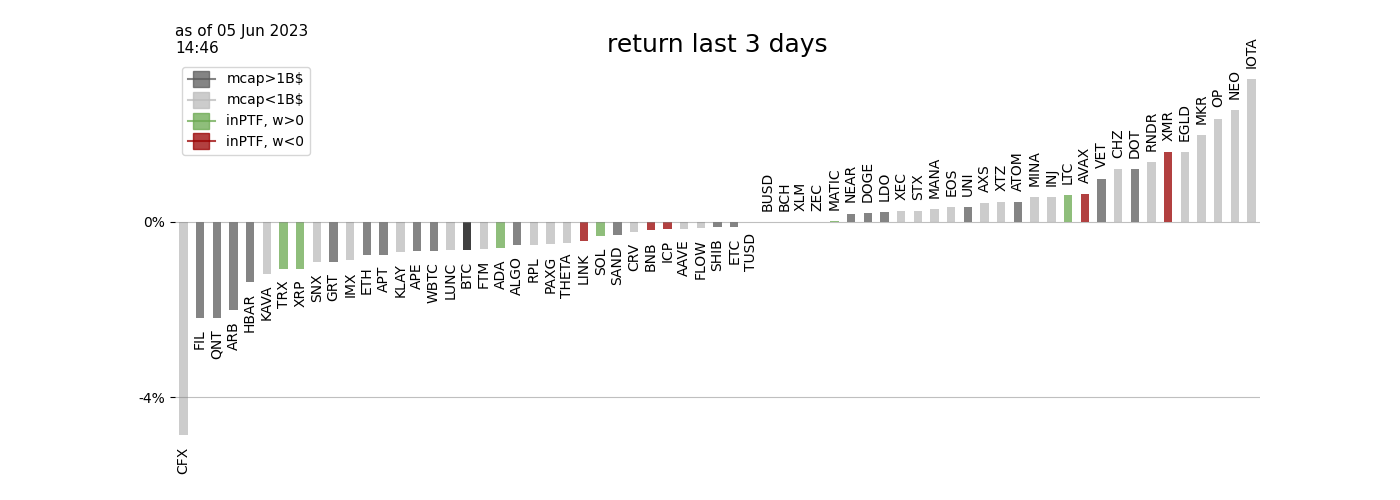 as of 05 Jun 2023
14:46
return last 3 days
mcap>1B$
mcap<1B$
inPTF, w>0
inPTF, w<0
0%
-4%
CFX
FIL
QNT
ARB
HBAR
KAVA
TRX
XRP
SNX
GRT
IMX
ETH
APT
KLAY
APE
WBTC
LUNC
BTC
FTM
ADA
ALGO
RPL
PAXG
THETA
LINK
SOL
SAND
CRV
BNB
ICP
AAVE
FLOW
SHIB
ETC
TUSD
BUSD
BCH
XLM
ZEC
MATIC
NEAR
DOGE
LDO
XEC
STX
MANA
EOS
UNI
AXS
XTZ
ATOM
MINA
INJ
LTC
AVAX
VET
CHZ
DOT
RNDR
XMR
EGLD
MKR
OP
NEO
IOTA